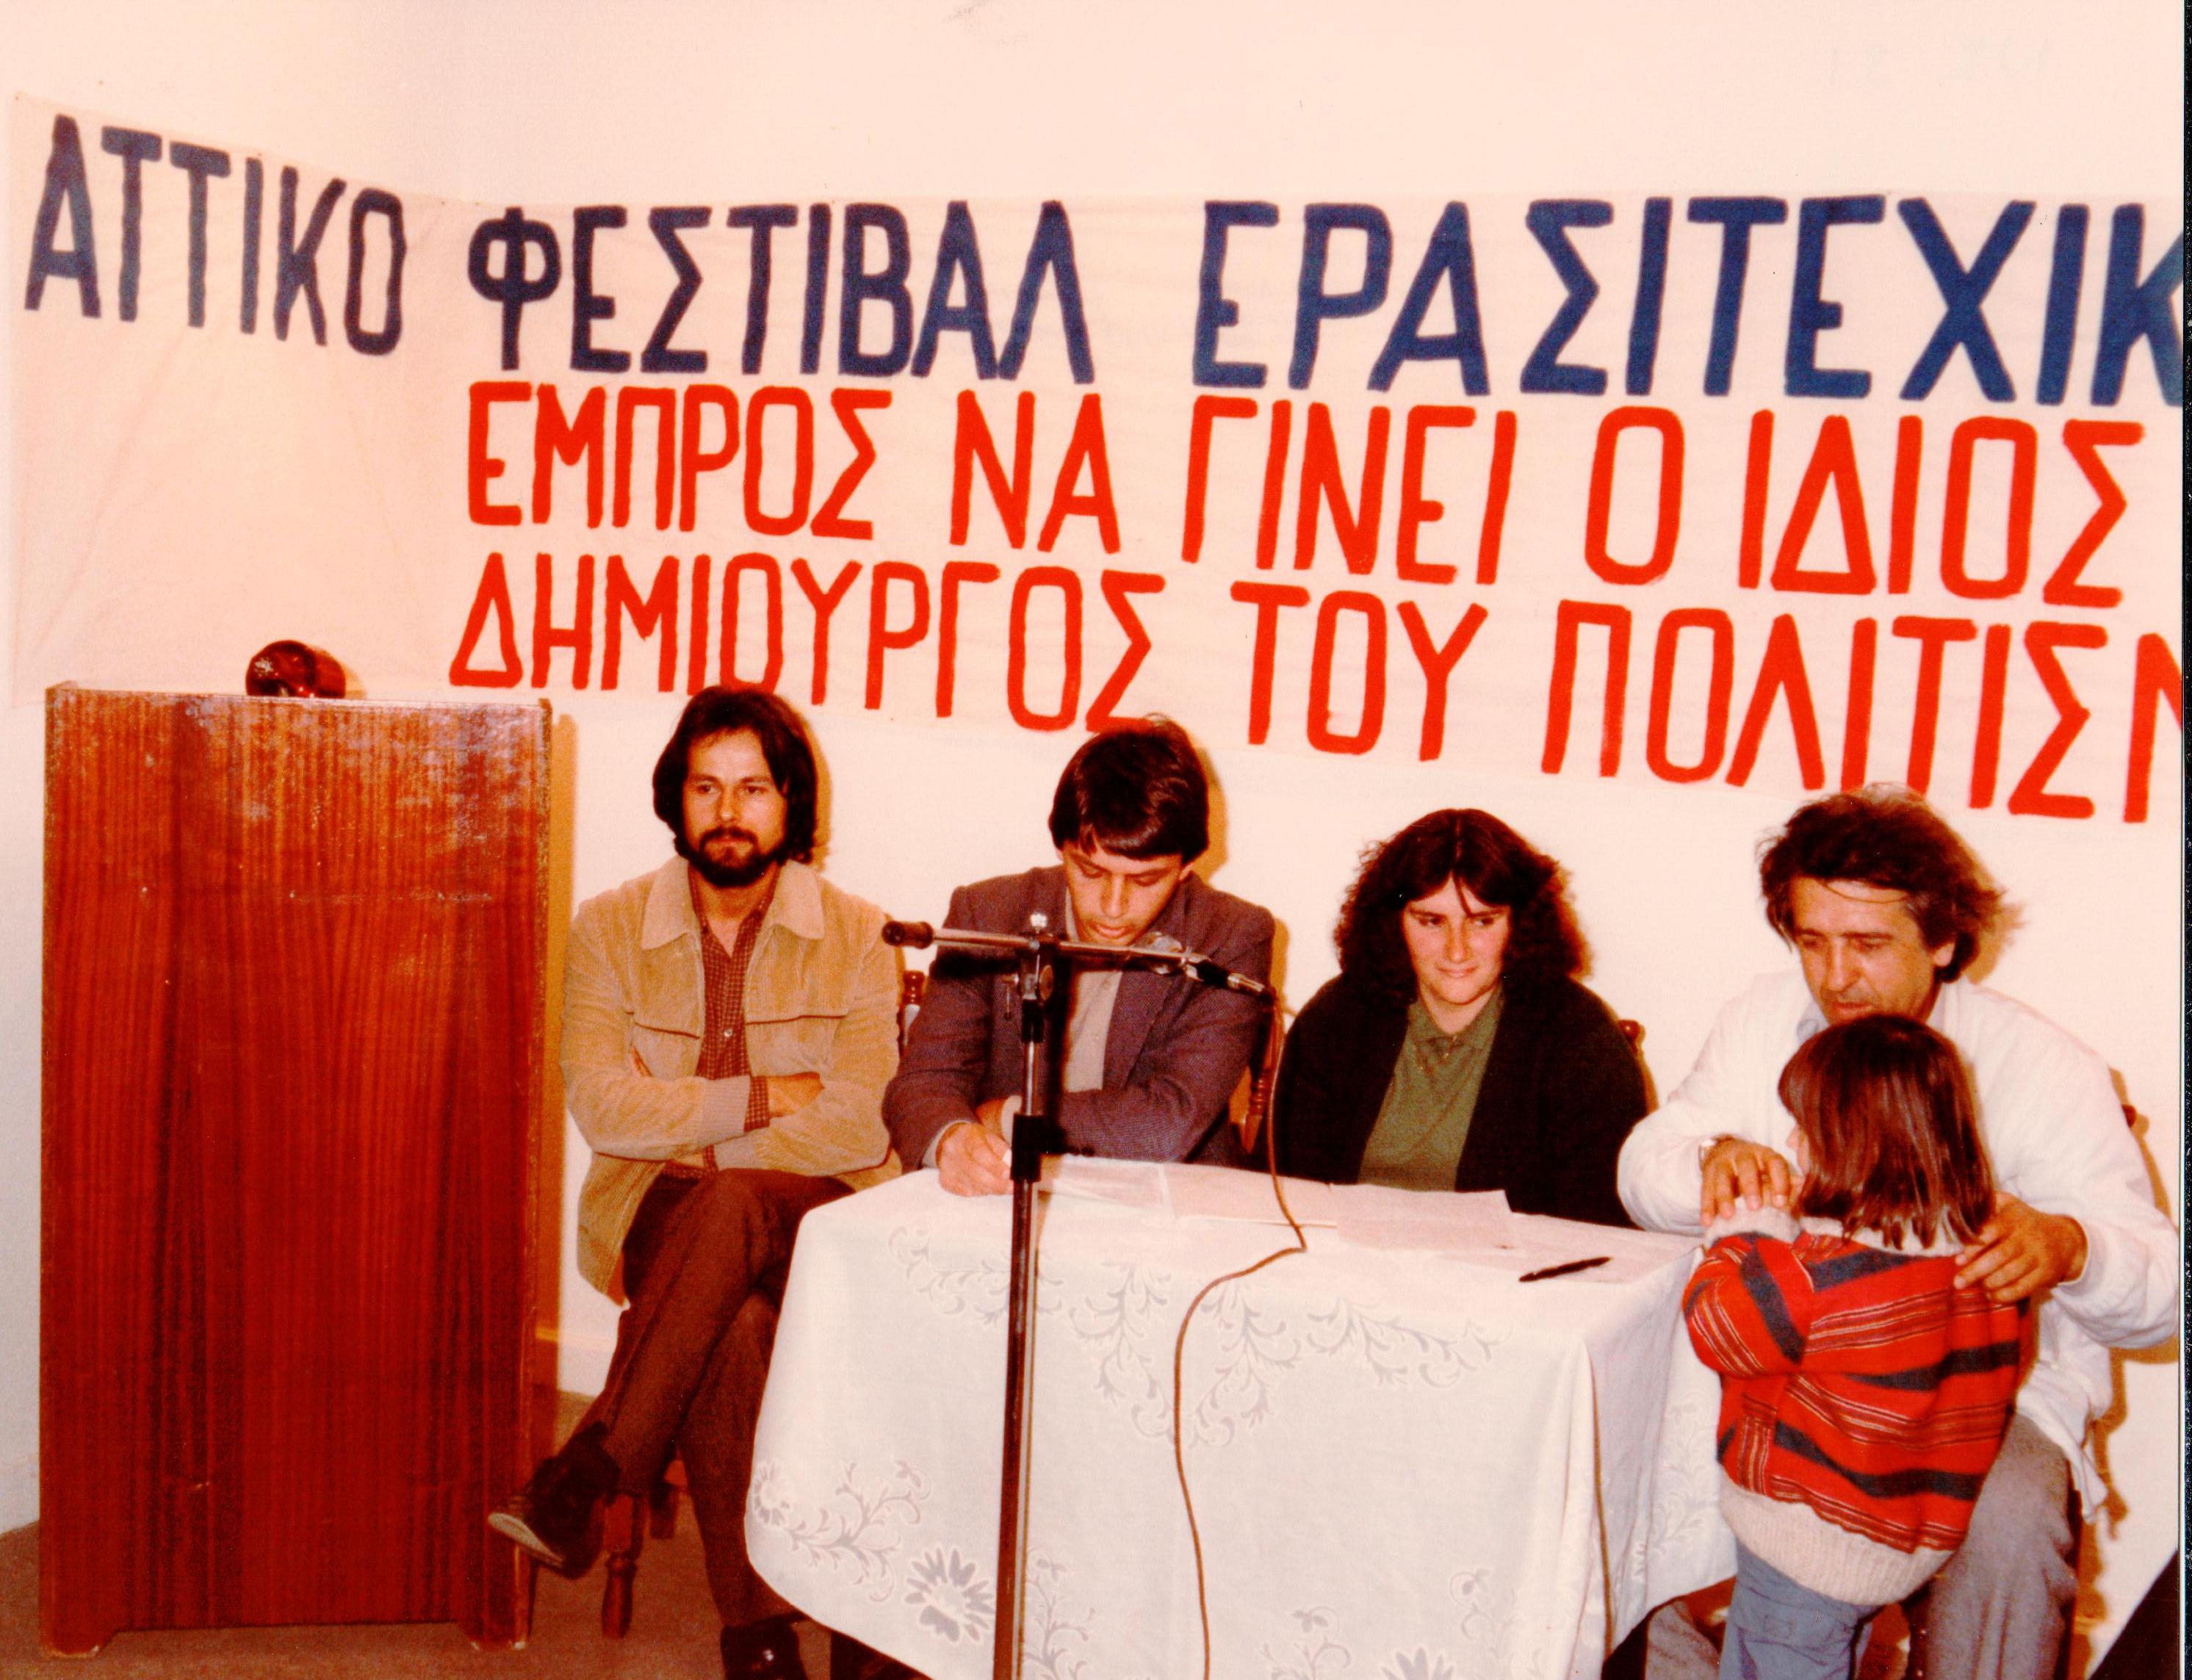 ΑΤΤΙΚΟ ΦΕΣΤΙΒΑΛ ΕΡΑΣΙΤΕΧΙΚ
ΕΜΠΡΟΣ ΝΑ ΓΙΝΕΙ Ο ΙΔΙΟΣ
ΔΗΜΙΟΥΡΓΟΣ ΤΟΥ ΠΟΛΙΤΙΣΜ